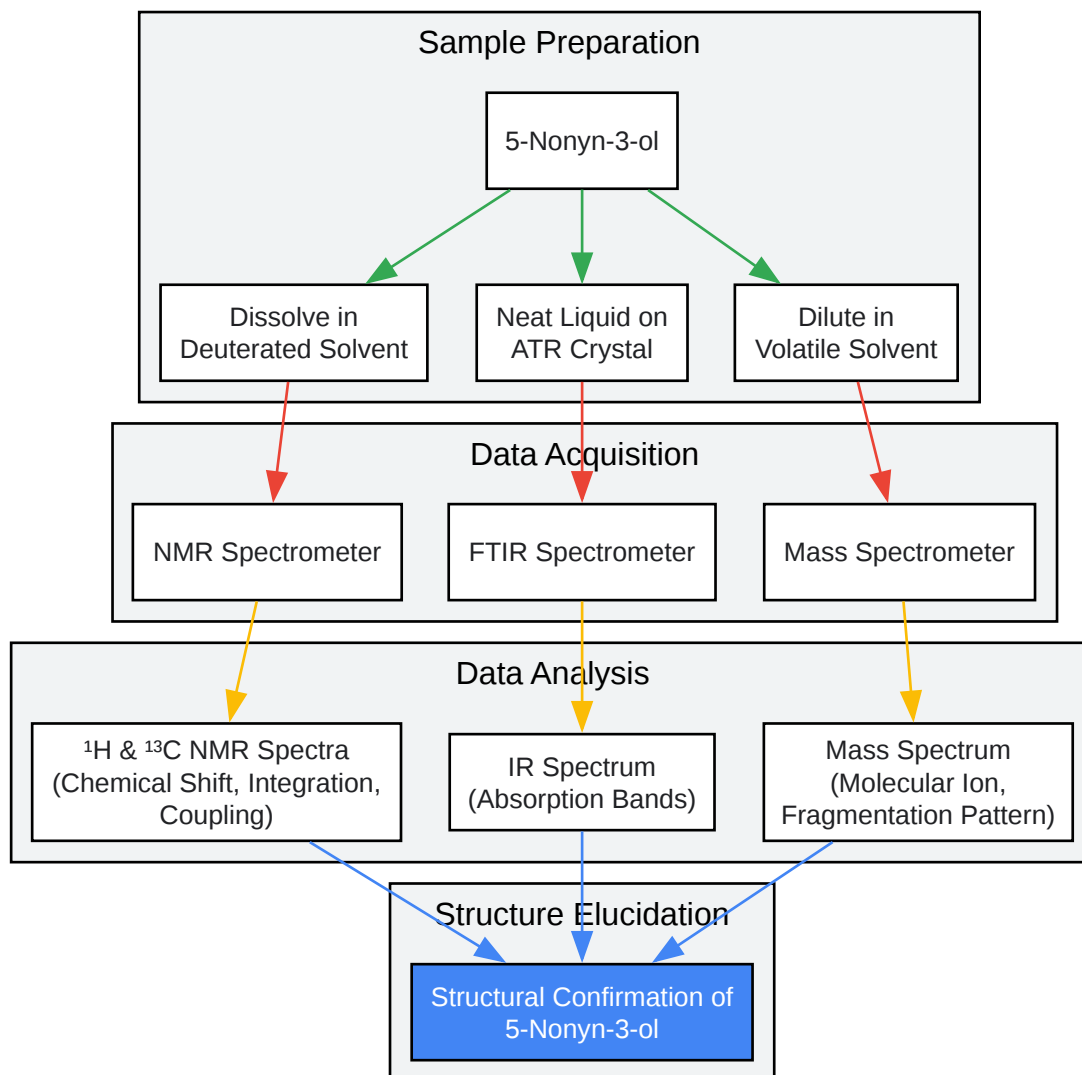 Sample Preparation
5-Nonyn-3-ol
Dissolve in
Deuterated Solvent
Neat Liquid on
ATR Crystal
Dilute in
Volatile Solvent
Data Acquisition
NMR Spectrometer
FTIR Spectrometer
Mass Spectrometer
Data Analysis
¹H & ¹³C NMR Spectra
(Chemical Shift, Integration,
Coupling)
IR Spectrum
(Absorption Bands)
Mass Spectrum
(Molecular Ion,
Fragmentation Pattern)
Structure Elucidation
Structural Confirmation of
5-Nonyn-3-ol